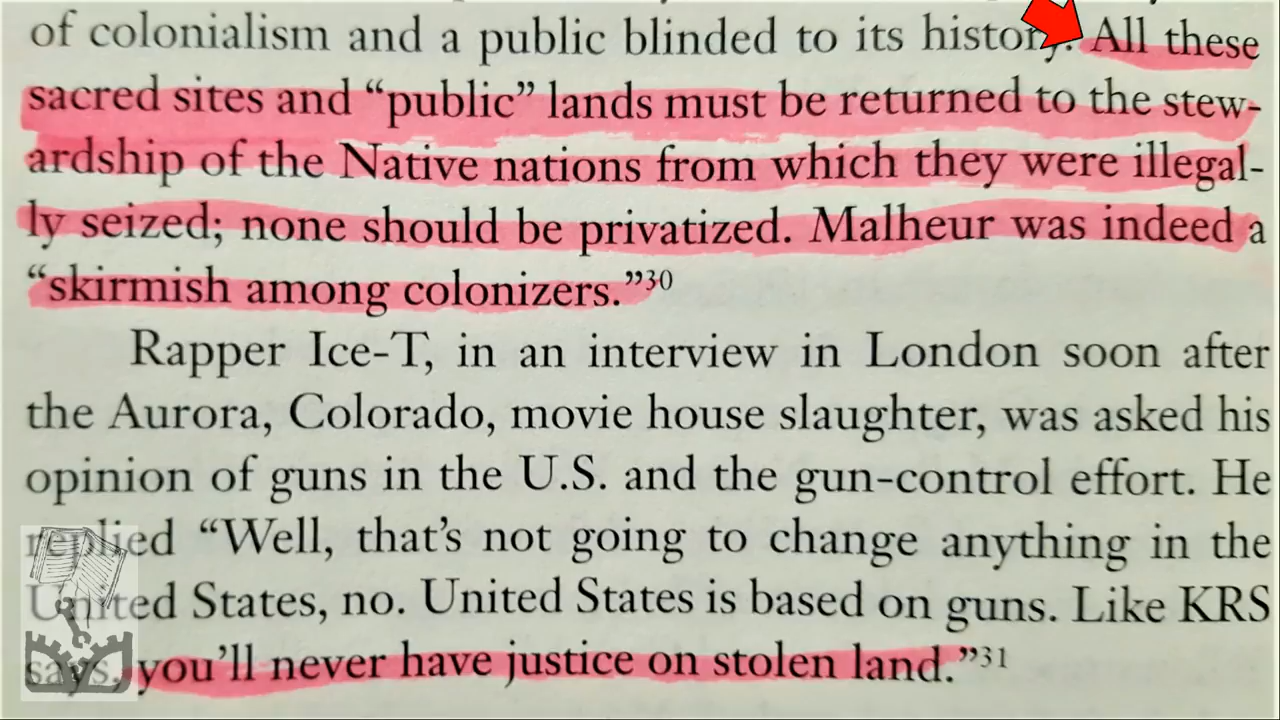 of colonialism and a public blinded to its history. All these
sacred sites and “public” lands must be returned to the stew-
ardship of the Native nations from which they were illegal-
ly seized; none should be privatized. Malheur was indeed a
“skirmish among colonizers.”30
Rapper Ice-T, in an interview in London soon after
the Aurora, Colorado, movie house slaughter, was asked his
opinion of guns in the U.S. and the gun-control effort. He
replied “Well, that’s not going to change anything in the
United States, no. United States is based on guns. Like KRS
says, you’ll never have justice on stolen land.”31